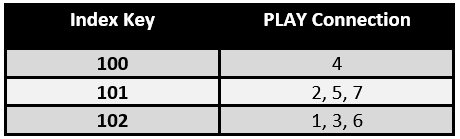 Index Key PLAY Connection
100 4
101 2, 5, 7
102 1, 3, 6